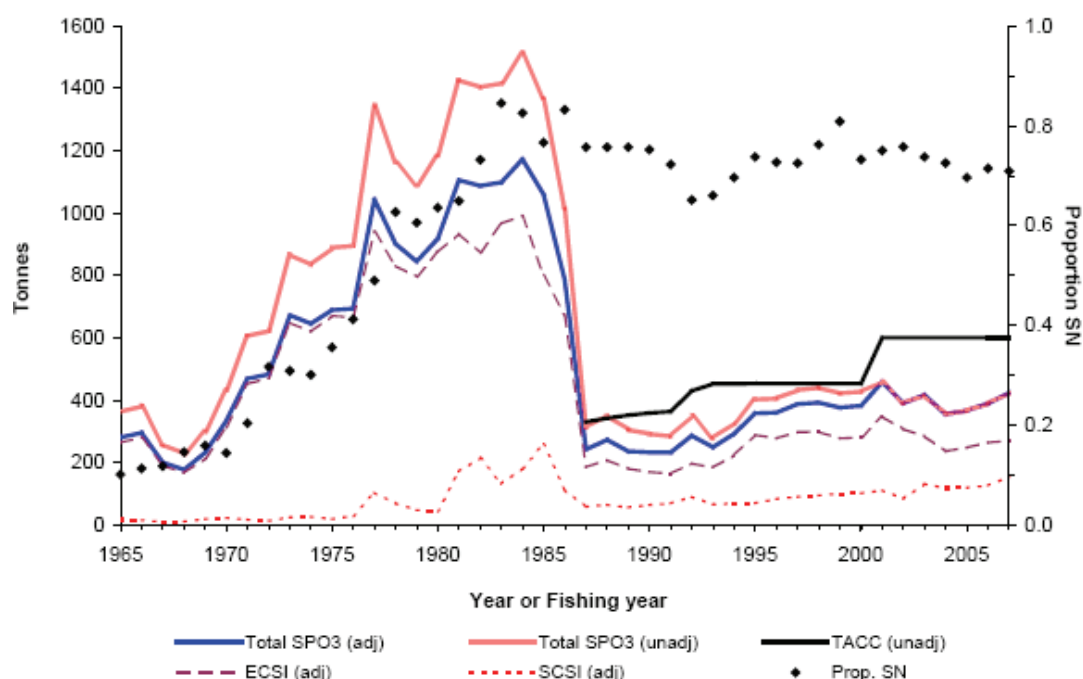 1600
1400
1200
1000
800
600
400
200
0
Tonnes
1.0
0.8
0.6
0.4
0.2
0.0
Proportion SN
1965 1970 1975 1980 1985 1990 1995 2000 2005
Year or Fishing year
Total SPO3 (adj) Total SPO3 (unadj) TACC (unadj)
ECSI (adj) SCSI (adj) Prop. SN